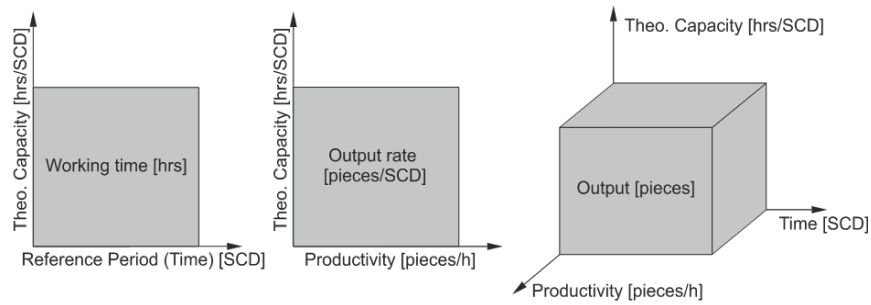 Theo. Capacity [hrs/SCD]
Working time [hrs]
Reference Period (Time) [SCD]
Theo. Capacity [hrs/SCD]
Output rate
[pieces/SCD]
Productivity [pieces/h]
Theo. Capacity [hrs/SCD]
Output [pieces]
Time [SCD]
Productivity [pieces/h]